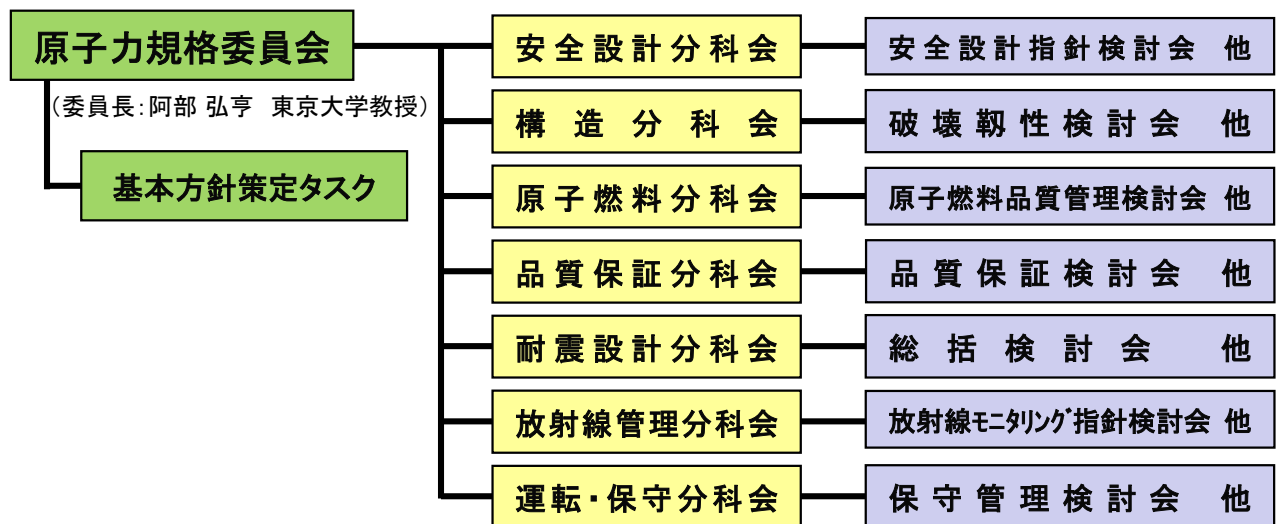 原子力規格委員会
(委員長:阿部 弘亨 東京大学教授)
基本方針策定タスク
安全設計分科会
安全設計指針検討会 他
構造分科会
破壊靱性検討会 他
原子燃料分科会
原子燃料品質管理検討会 他
品質保証分科会
品質保証検討会 他
耐震設計分科会
総括検討会 他
放射線管理分科会
放射線モニタリング指針検討会 他
運転・保守分科会
保守管理検討会 他